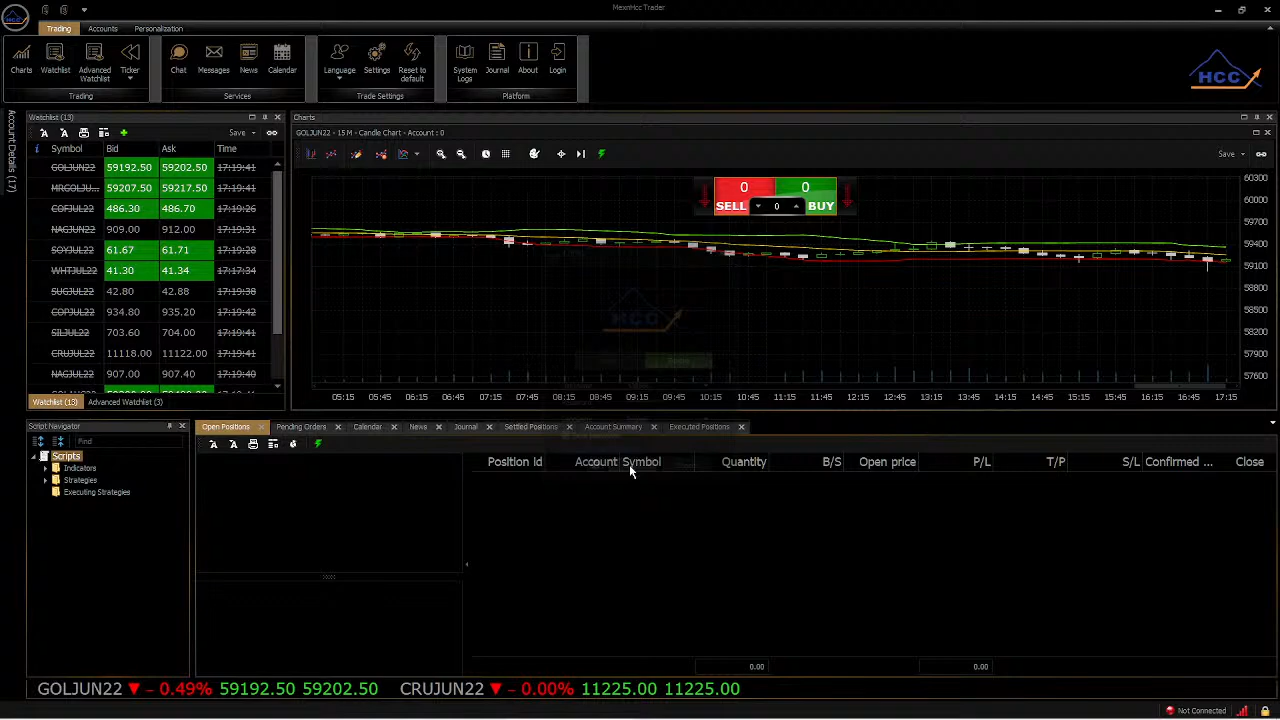 MexnHcc Trader
Trading Accounts Personalization
Charts Watchlist Advanced Watchlist Ticker Chat Messages News Calendar Language Settings Reset to default System Logs Journal About Login
Trading Services Trade Settings Platform
HCC
Account Details (17)
Watchlist (13)
Save
Symbol Bid Ask Time
GOLJUN22 59192.50 59202.50 17:19:41
MRGOLJU... 59207.50 59217.50 17:19:36
COFJUL22 486.30 486.70 17:19:26
NAGJUN22 909.00 912.00 17:19:31
SOYJUL22 61.67 61.71 17:19:28
WHTJUL22 41.30 41.34 17:17:34
SUGJUL22 42.80 42.88 17:19:38
COPJUL22 934.80 935.20 17:19:42
SILJUL22 703.60 704.00 17:19:41
CRUJUL22 11118.00 11122.00 17:19:41
NAGJUL22 907.00 907.40 17:19:40
Watchlist (13) Advanced Watchlist (3)
Charts
GOLJUN22 - 15 M - Candle Chart - Account : 0
Save
0 0
SELL 0 BUY
60300
60000
59700
59400
59100
58800
58500
58200
57900
57600
HCC
05:15 05:45 06:15 06:45 07:15 07:45 08:15 08:45 09:15 09:45 10:15 10:45 11:15 11:45 12:15 12:45 13:15 13:45 14:15 14:45 15:15 15:45 16:15 16:45 17:15
Script Navigator
Find
Scripts
Indicators
Strategies
Executing Strategies
Open Positions Pending Orders Calendar News Journal Settled Positions Account Summary Executed Positions
Position Id Account Symbol Quantity B/S Open price P/L T/P S/L Confirmed ... Close
0.00 0.00
GOLJUN22 ▼ – 0.49% 59192.50 59202.50 CRUJUN22 ▼ – 0.00% 11225.00 11225.00
Not Connected